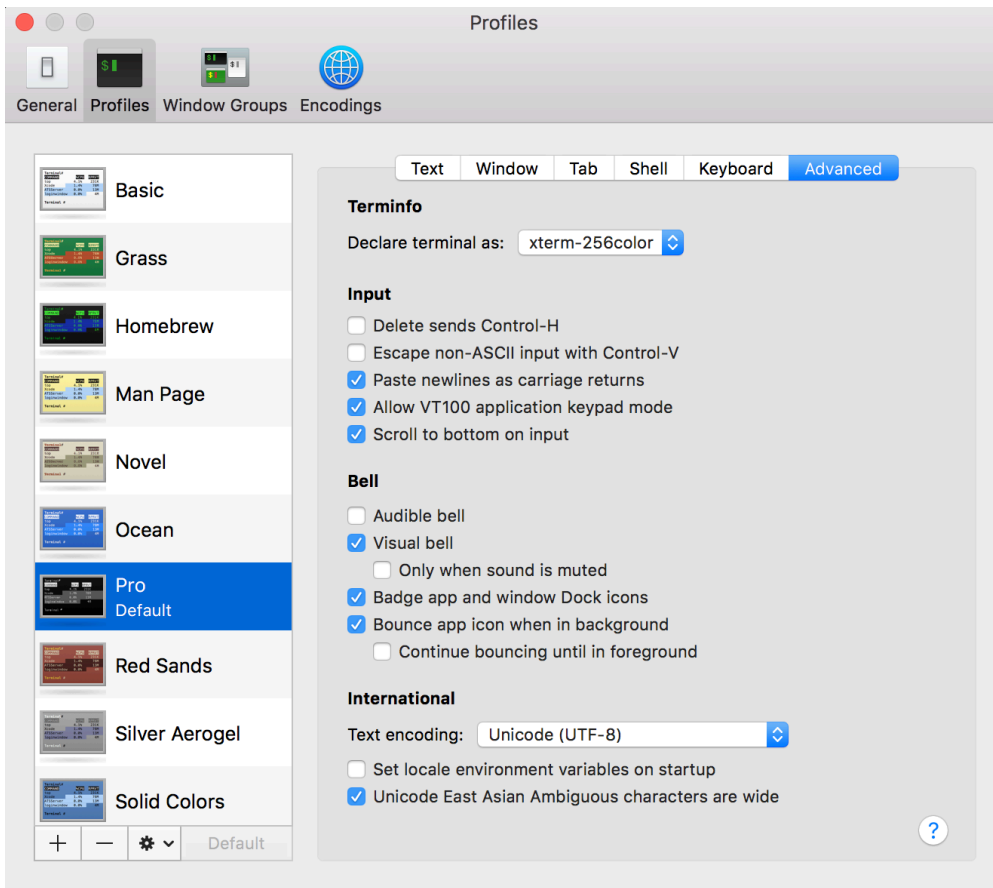 Profiles
General Profiles Window Groups Encodings
Text Window Tab Shell Keyboard Advanced
Basic
Grass
Homebrew
Man Page
Novel
Ocean
Pro
Default
Red Sands
Silver Aerogel
Solid Colors
Default
Terminfo
Declare terminal as: xterm-256color
Input
Delete sends Control-H
Escape non-ASCII input with Control-V
Paste newlines as carriage returns
Allow VT100 application keypad mode
Scroll to bottom on input
Bell
Audible bell
Visual bell
Only when sound is muted
Badge app and window Dock icons
Bounce app icon when in background
Continue bouncing until in foreground
International
Text encoding: Unicode (UTF-8)
Set locale environment variables on startup
Unicode East Asian Ambiguous characters are wide
?